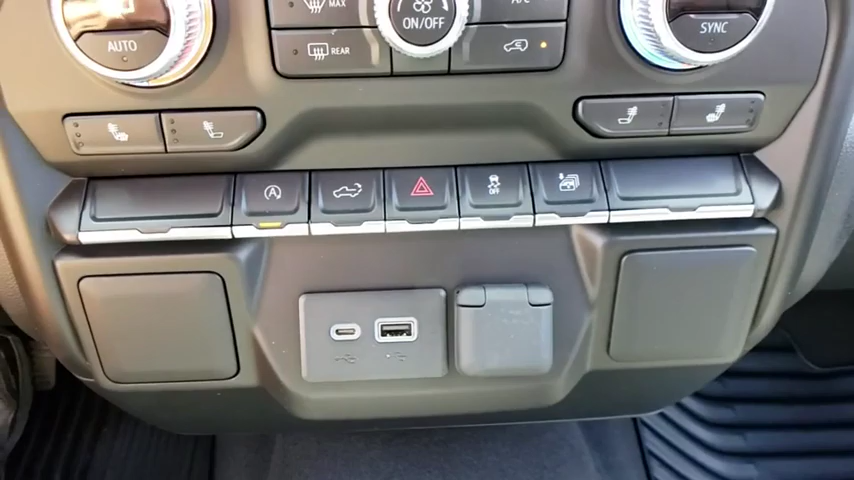 MAX
ON/OFF
A/C
AUTO
REAR
SYNC
A
OFF